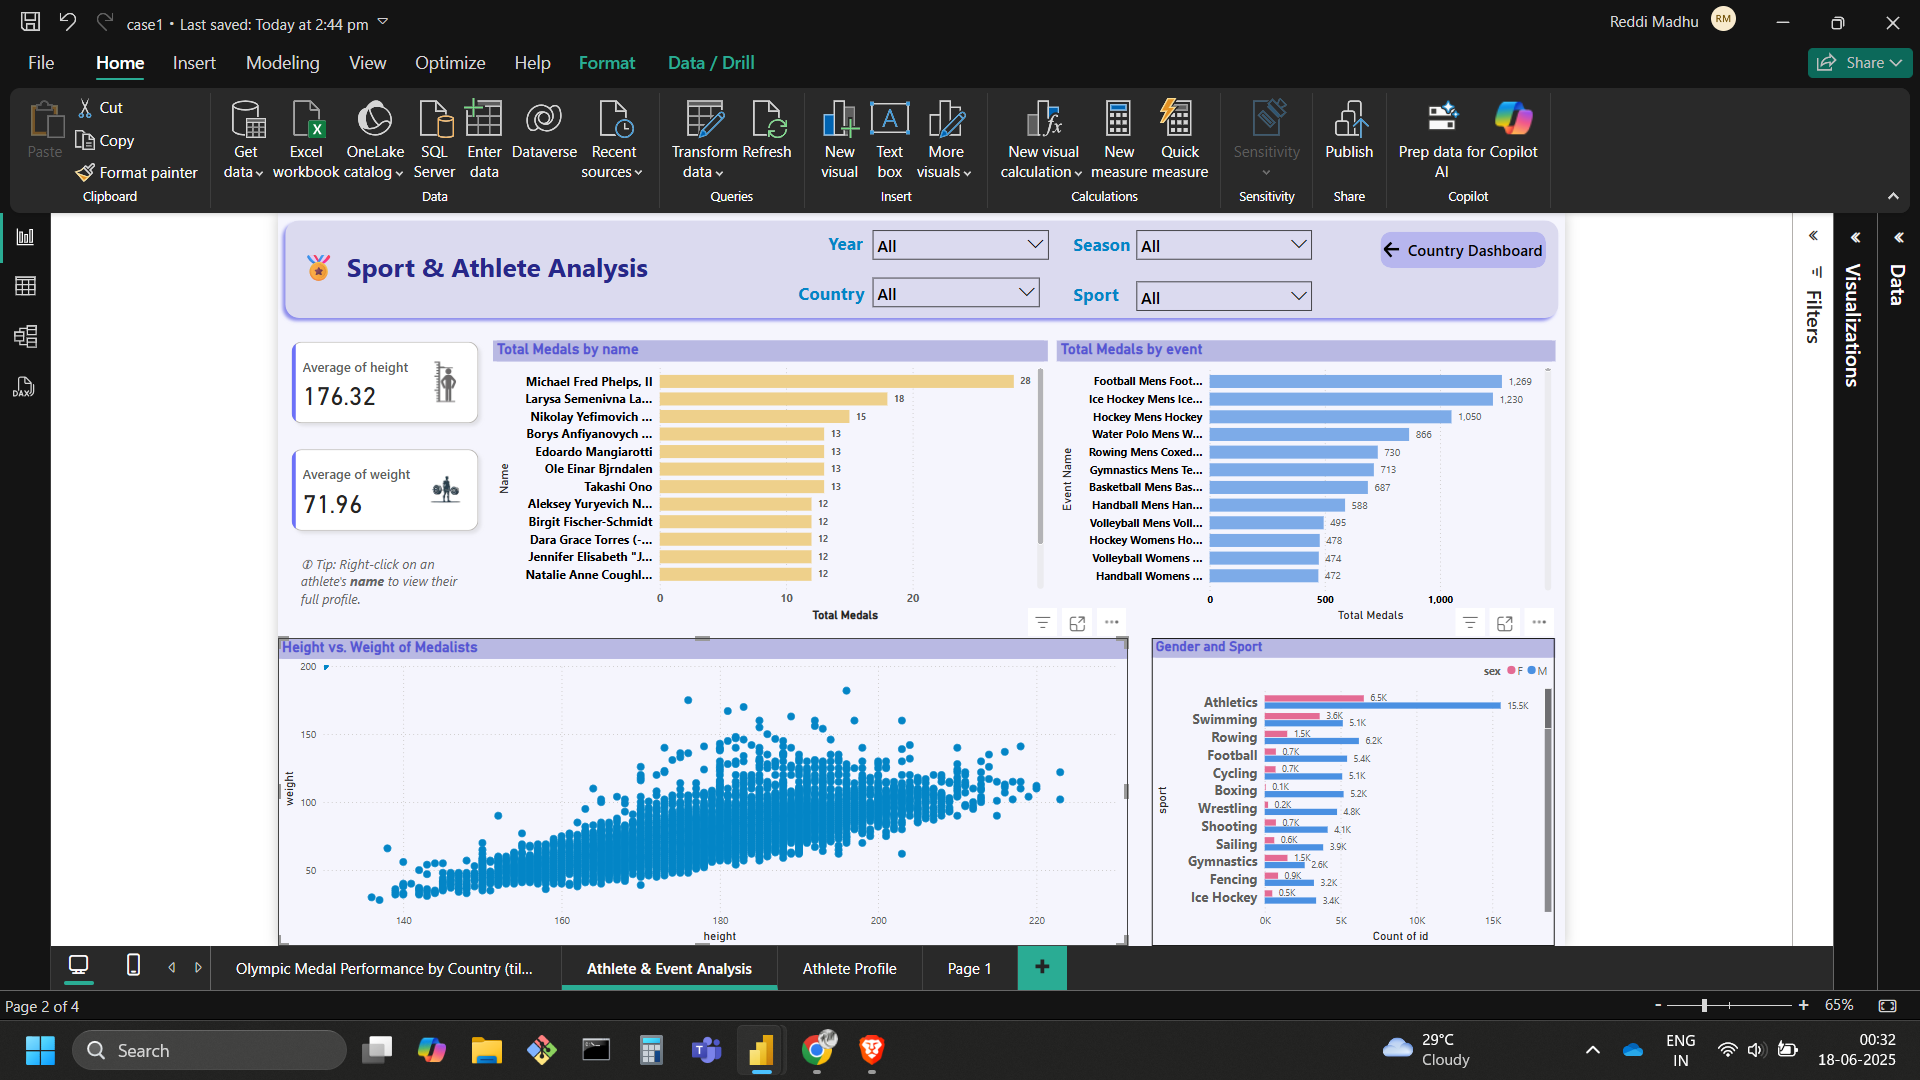 case1 • Last saved: Today at 2:44 pm
Reddi Madhu
RM
File
Home
Insert
Modeling
View
Optimize
Help
Format
Data / Drill
Share
Paste
Cut
Copy
Format painter
Clipboard
Get data
Excel workbook
OneLake catalog
SQL Server
Enter data
Dataverse
Recent sources
Data
Transform data
Refresh
Queries
New visual
Text box
More visuals
Insert
New visual calculation
New measure
Quick measure
Calculations
Sensitivity
Sensitivity
Publish
Share
Prep data for AI
Copilot
Copilot
DAX
Sport & Athlete Analysis
Year
All
Season
All
Country
All
Sport
All
Country Dashboard
Filters
Visualizations
Data
Average of height
176.32
Average of weight
71.96
Tip: Right-click on an
athlete's name to view their
full profile.
Total Medals by name
Name
Michael Fred Phelps, II 28
Larysa Semenivna La... 18
Nikolay Yefimovich ... 15
Borys Anfiyanovych ... 13
Edoardo Mangiarotti 13
Ole Einar Bjrndalen 13
Takashi Ono 13
Aleksey Yuryevich N... 12
Birgit Fischer-Schmidt 12
Dara Grace Torres (-... 12
Jennifer Elisabeth "J... 12
Natalie Anne Coughl... 12
0 10 20
Total Medals
Total Medals by event
Event Name
Football Mens Foot... 1,269
Ice Hockey Mens Ice... 1,230
Hockey Mens Hockey 1,050
Water Polo Mens W... 866
Rowing Mens Coxed... 730
Gymnastics Mens Te... 713
Basketball Mens Bas... 687
Handball Mens Han... 588
Volleyball Mens Voll... 495
Hockey Womens Ho... 478
Volleyball Womens ... 474
Handball Womens ... 472
0 500 1,000
Total Medals
Height vs. Weight of Medalists
weight
200
150
100
50
140 160 180 200 220
height
Gender and Sport
sex F M
sport
Athletics 6.5K 15.5K
Swimming 3.6K 5.1K
Rowing 1.5K 6.2K
Football 0.7K 5.4K
Cycling 0.7K 5.1K
Boxing 0.1K 5.2K
Wrestling 0.2K 4.8K
Shooting 0.7K 4.1K
Sailing 0.6K 3.9K
Gymnastics 1.5K 2.6K
Fencing 0.9K 3.2K
Ice Hockey 0.5K 3.4K
0K 5K 10K 15K
Count of id
Olympic Medal Performance by Country (til...
Athlete & Event Analysis
Athlete Profile
Page 1
Page 2 of 4
- + 65%
Search
29°C
Cloudy
ENG
IN
00:32
18-06-2025